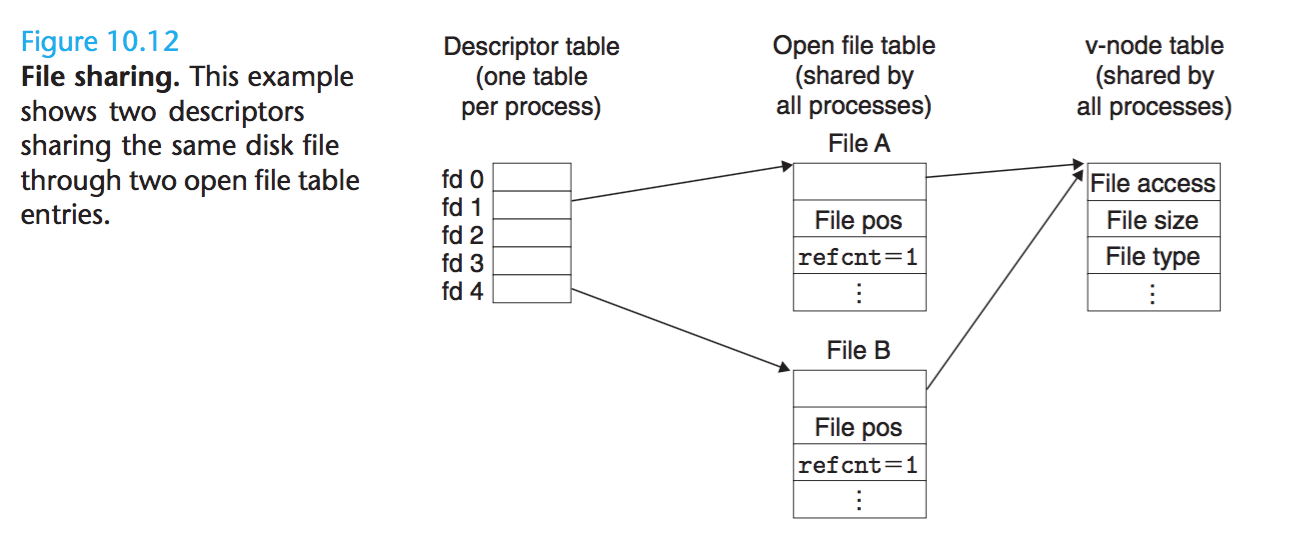 Figure 10.12
File sharing. This example
shows two descriptors
sharing the same disk file
through two open file table
entries.
Descriptor table
(one table
per process)
Open file table
(shared by
all processes)
v-node table
(shared by
all processes)
fd 0
fd 1
fd 2
fd 3
fd 4
File A
File pos
refcnt=1
⋮
File B
File pos
refcnt=1
⋮
File access
File size
File type
⋮